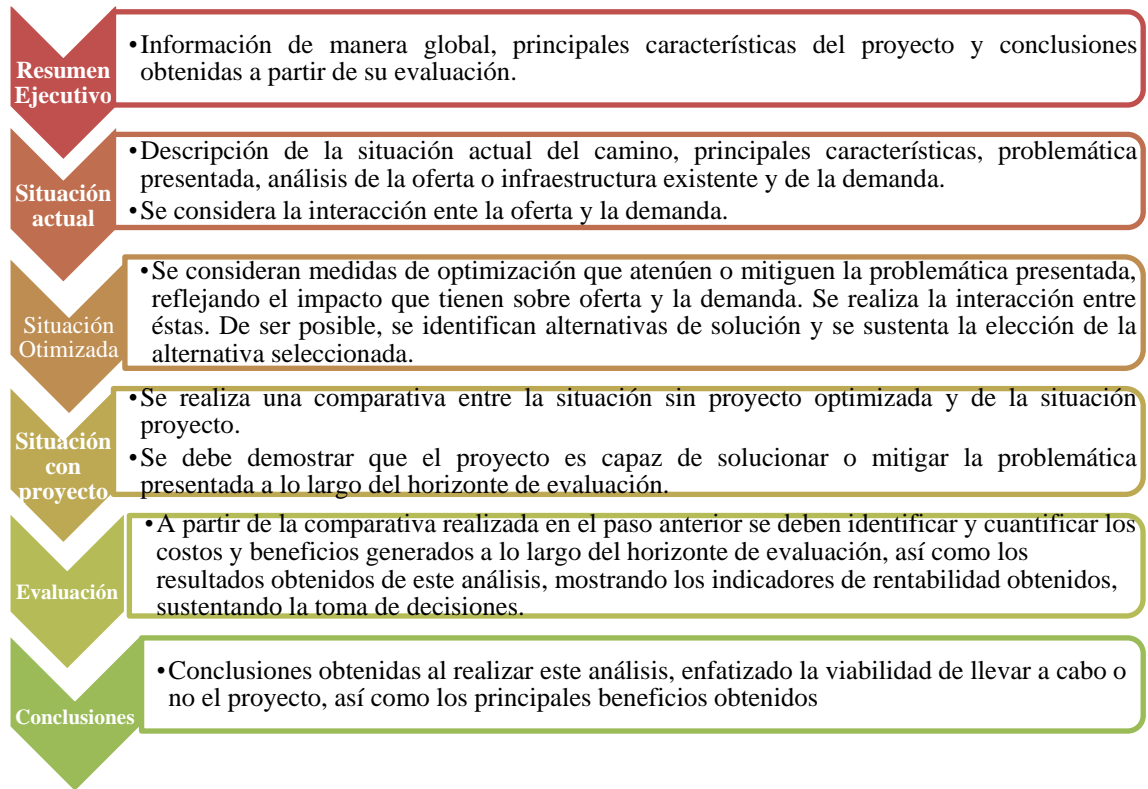 Resumen
Ejecutivo
•Información de manera global, principales características del proyecto y conclusiones
obtenidas a partir de su evaluación.
Situación
actual
•Descripción de la situación actual del camino, principales características, problemática
presentada, análisis de la oferta o infraestructura existente y de la demanda.
•Se considera la interacción ente la oferta y la demanda.
Situación
Otimizada
•Se consideran medidas de optimización que atenúen o mitiguen la problemática presentada,
reflejando el impacto que tienen sobre oferta y la demanda. Se realiza la interacción entre
éstas. De ser posible, se identifican alternativas de solución y se sustenta la elección de la
alternativa seleccionada.
Situación
con
proyecto
•Se realiza una comparativa entre la situación sin proyecto optimizada y de la situación
proyecto.
•Se debe demostrar que el proyecto es capaz de solucionar o mitigar la problemática
presentada a lo largo del horizonte de evaluación.
Evaluación
•A partir de la comparativa realizada en el paso anterior se deben identificar y cuantificar los
costos y beneficios generados a lo largo del horizonte de evaluación, así como los
resultados obtenidos de este análisis, mostrando los indicadores de rentabilidad obtenidos,
sustentando la toma de decisiones.
Conclusiones
•Conclusiones obtenidas al realizar este análisis, enfatizado la viabilidad de llevar a cabo o
no el proyecto, así como los principales beneficios obtenidos